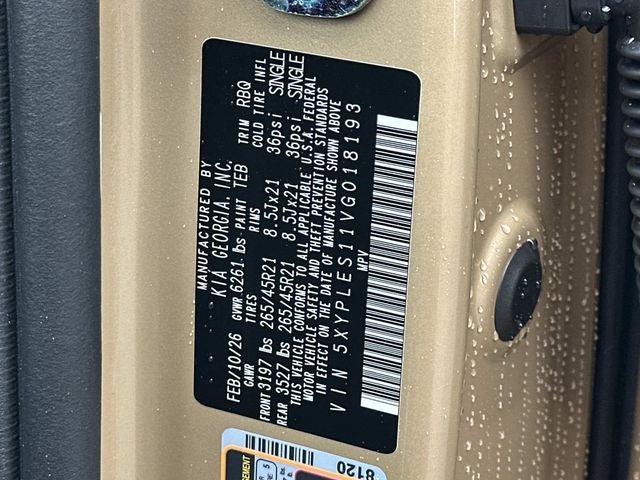 MANUFACTURED BY
KIA GEORGIA, INC.
FEB/10/26 GVWR 6261 lbs PAINT TEB TRIM RBQ
GAWR TIRES RIMS COLD TIRE INFL
FRONT 3197 lbs 265/45R21 8.5Jx21 36psi SINGLE
REAR 3527 lbs 265/45R21 8.5Jx21 36psi SINGLE
THIS VEHICLE CONFORMS TO ALL APPLICABLE U.S.A. FEDERAL
MOTOR VEHICLE SAFETY AND THEFT PREVENTION STANDARDS
IN EFFECT ON THE DATE OF MANUFACTURE SHOWN ABOVE
VIN 5XYPLES11VG018193
MPV
8120